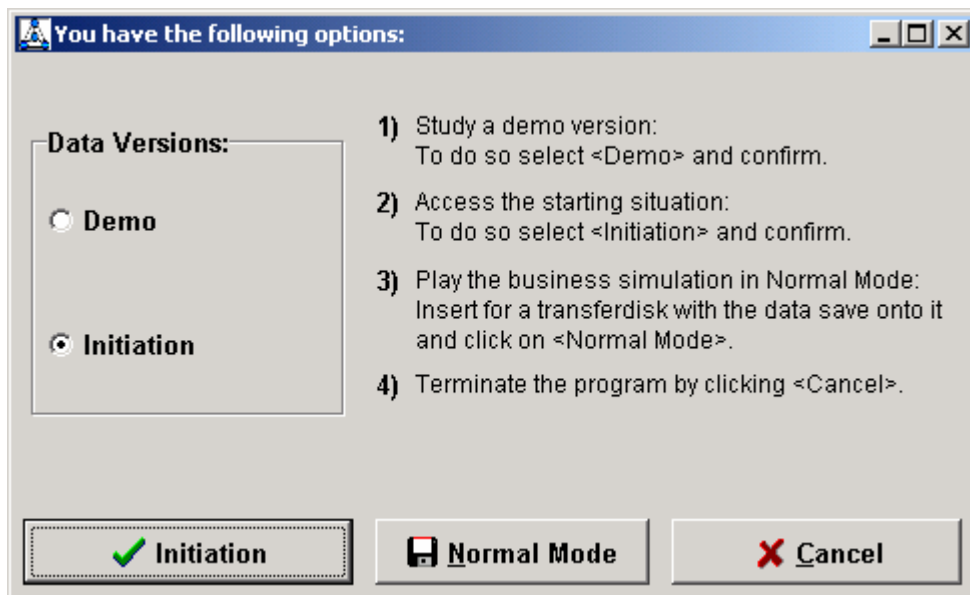 You have the following options:
Data Versions:
Demo
Initiation
1) Study a demo version:
To do so select <Demo> and confirm.
2) Access the starting situation:
To do so select <Initiation> and confirm.
3) Play the business simulation in Normal Mode:
Insert for a transferdisk with the data save onto it
and click on <Normal Mode>.
4) Terminate the program by clicking <Cancel>.
Initiation
Normal Mode
Cancel